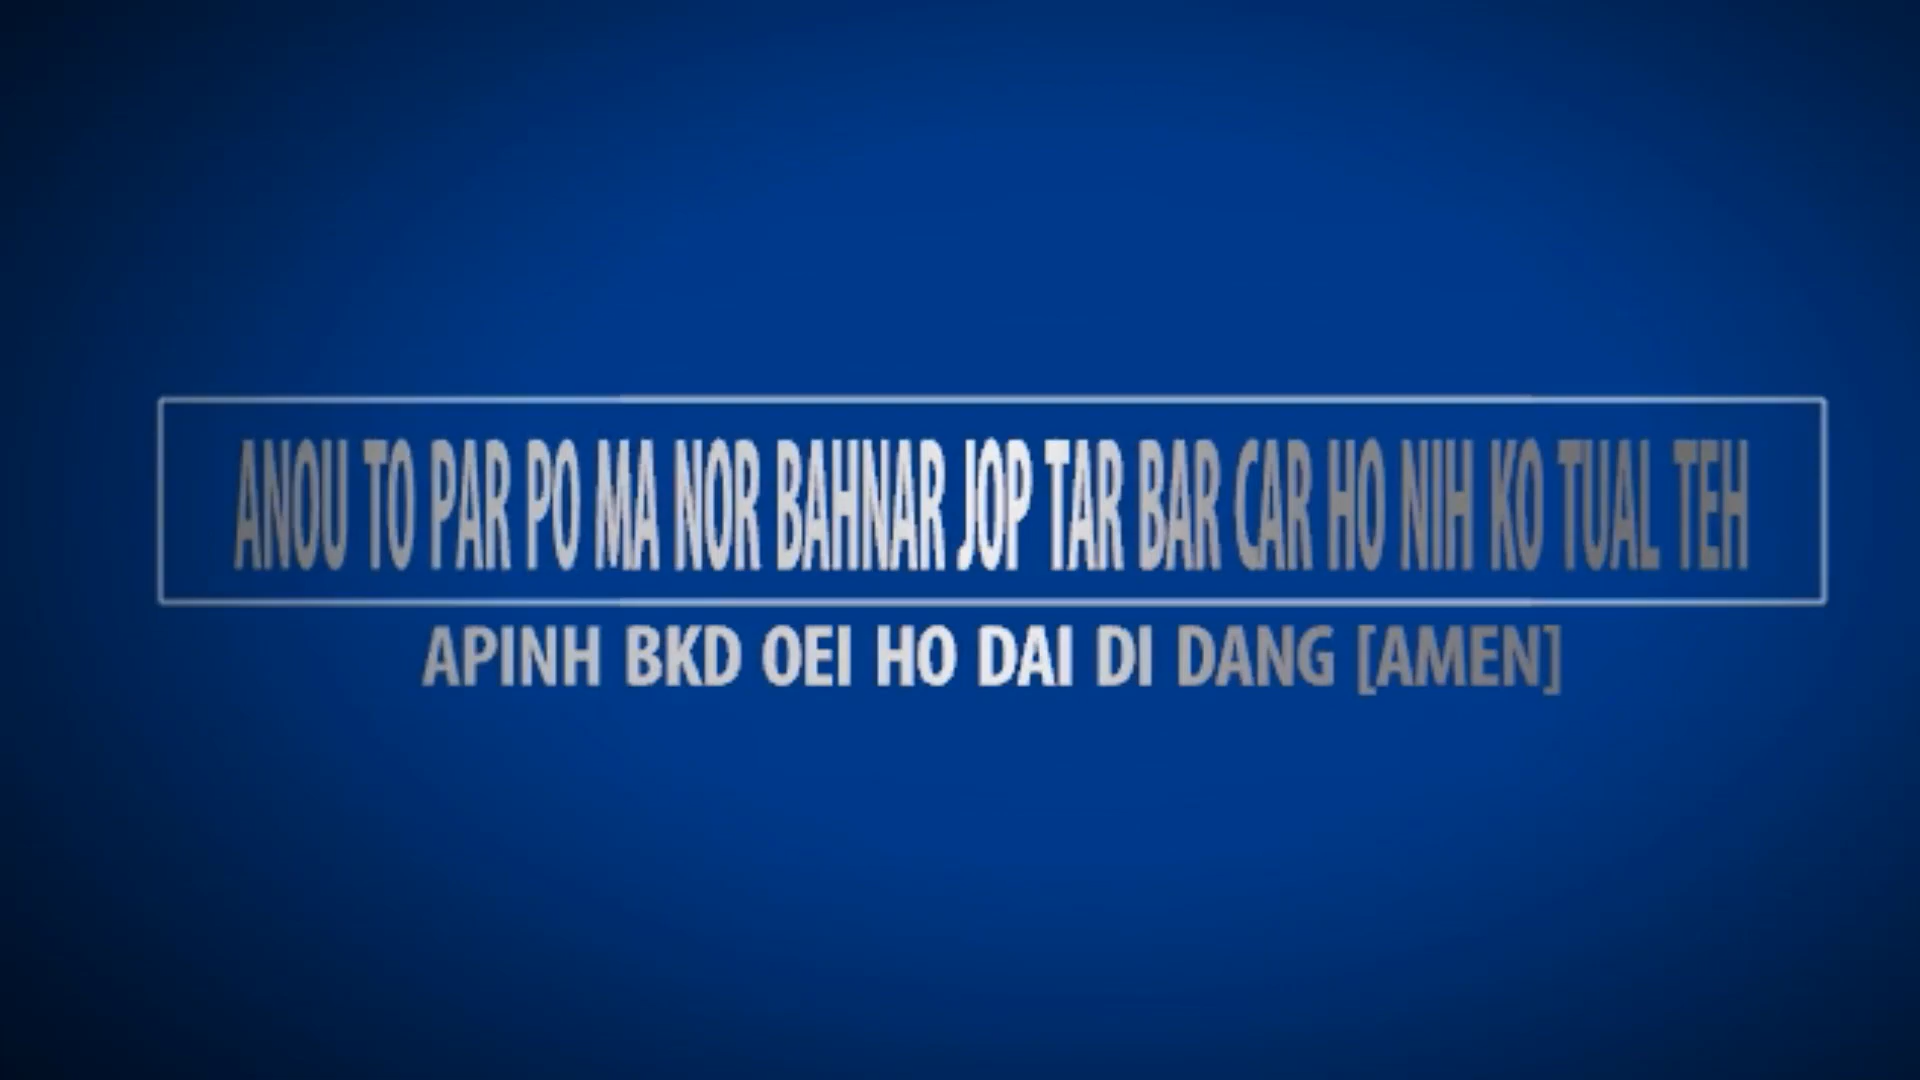 ANOU TO PAR PO MA NOR BAHNAR JOP TAR BAR CAR HO NIH KO TUAL TEH
APINH BKD OEI HO DAI DI DANG [AMEN]